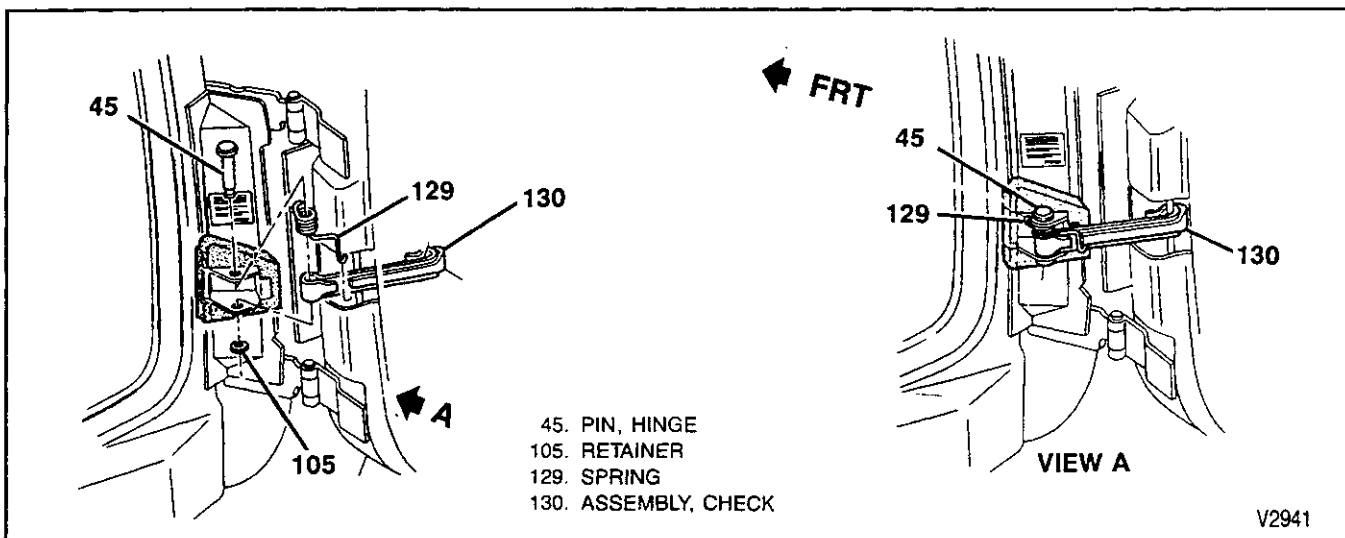 45
129
130
105
A
45. PIN, HINGE
105. RETAINER
129. SPRING
130. ASSEMBLY, CHECK
FRT
45
129
130
VIEW A
V2941